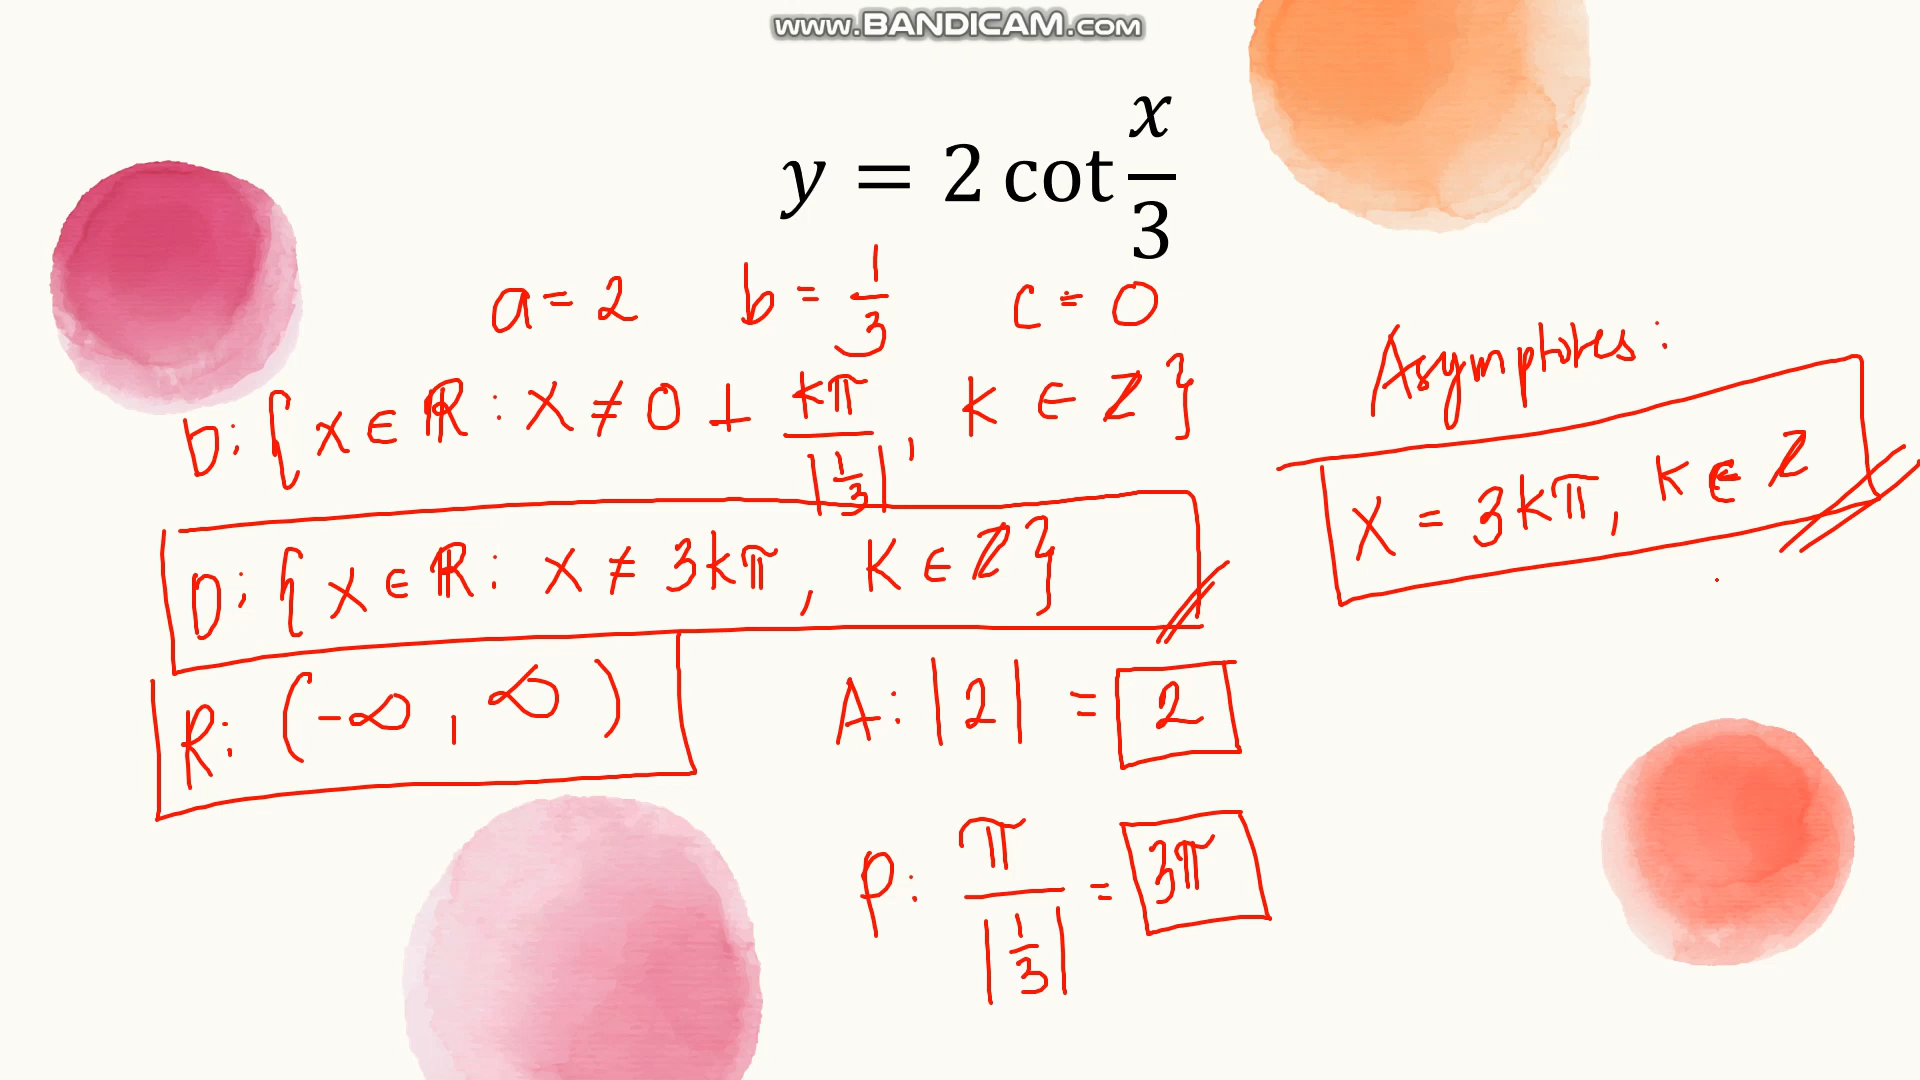 www.BANDICAM.com
y = 2 cot x/3
a = 2 b = 1/3 c = 0
Asymptotes:
D: {x ∈ ℝ : x ≠ 0 + kπ/|1/3|, k ∈ ℤ}
x = 3kπ, k ∈ ℤ
D: {x ∈ ℝ : x ≠ 3kπ, k ∈ ℤ}
R: (-∞, ∞) A: |2| = 2
P: π/|1/3| = 3π